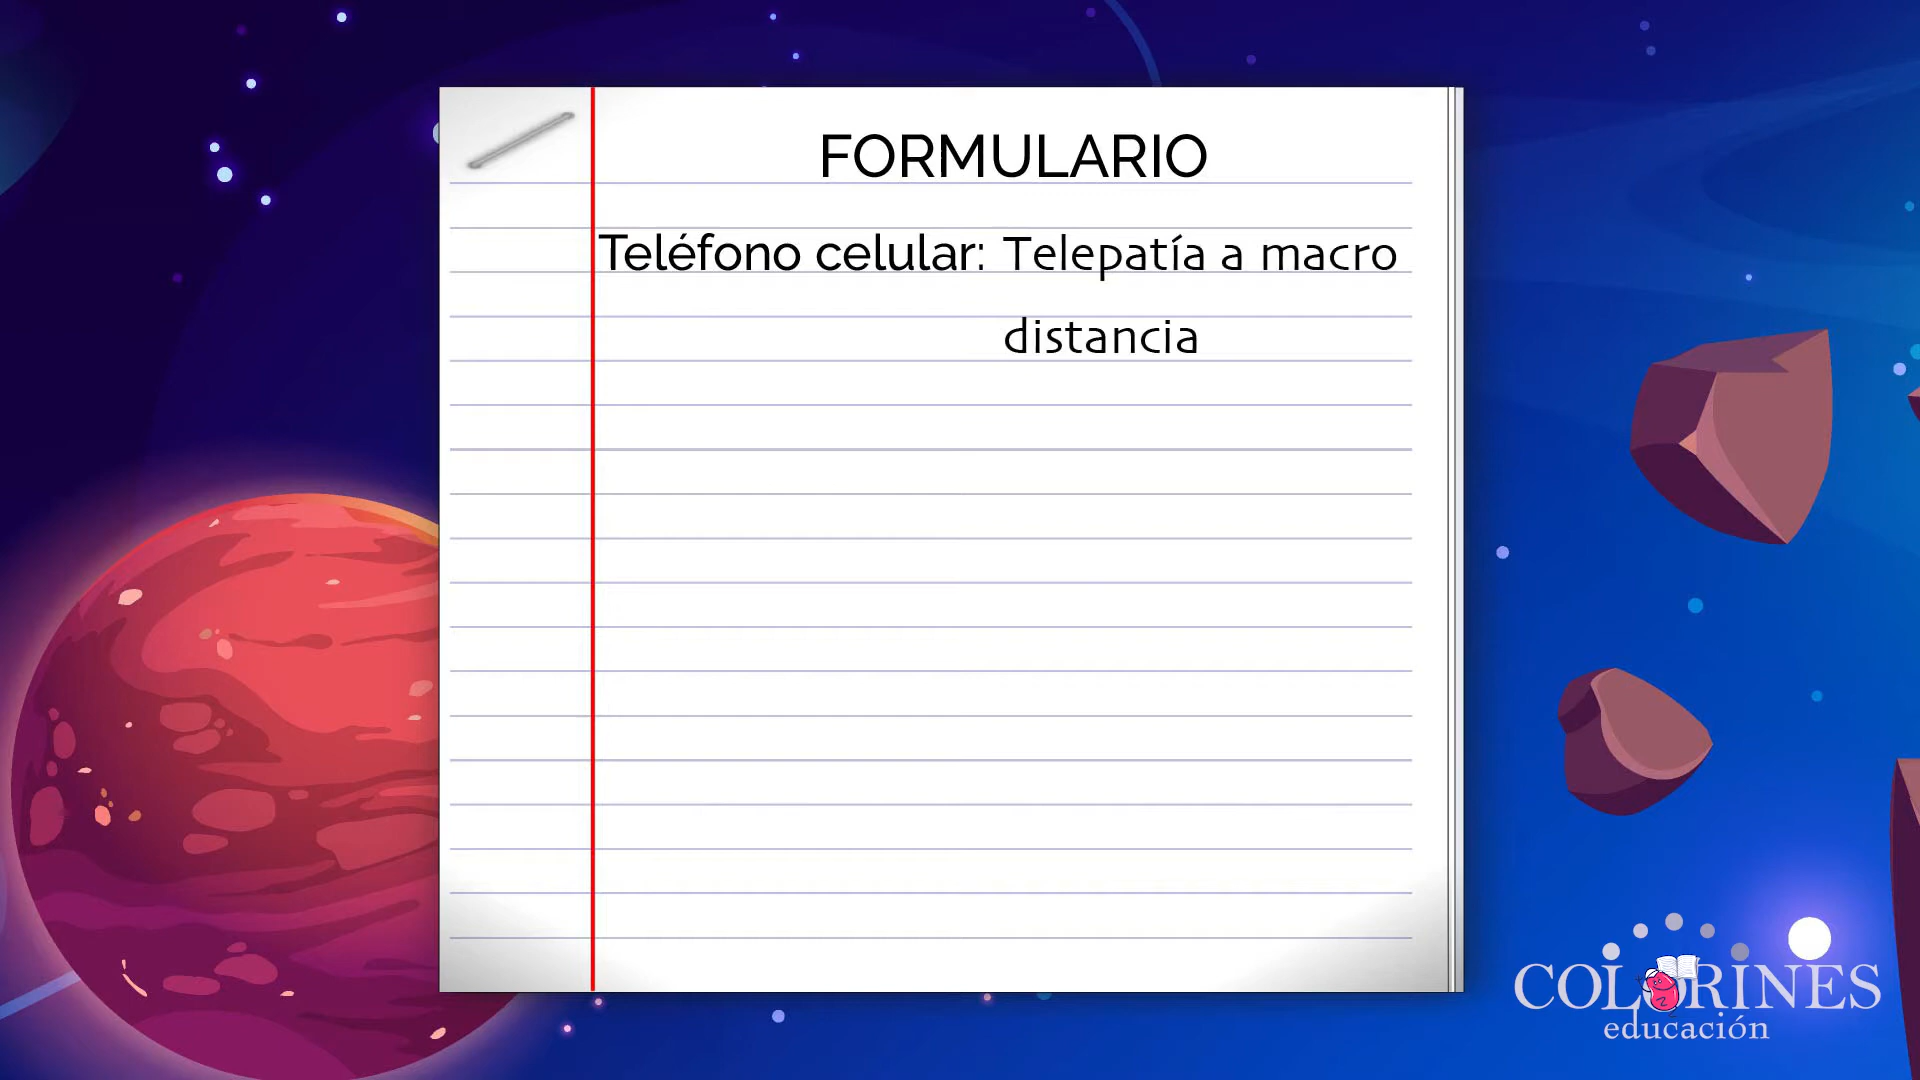 FORMULARIO
Teléfono celular: Telepatía a macro
distancia
COLORINES
educación